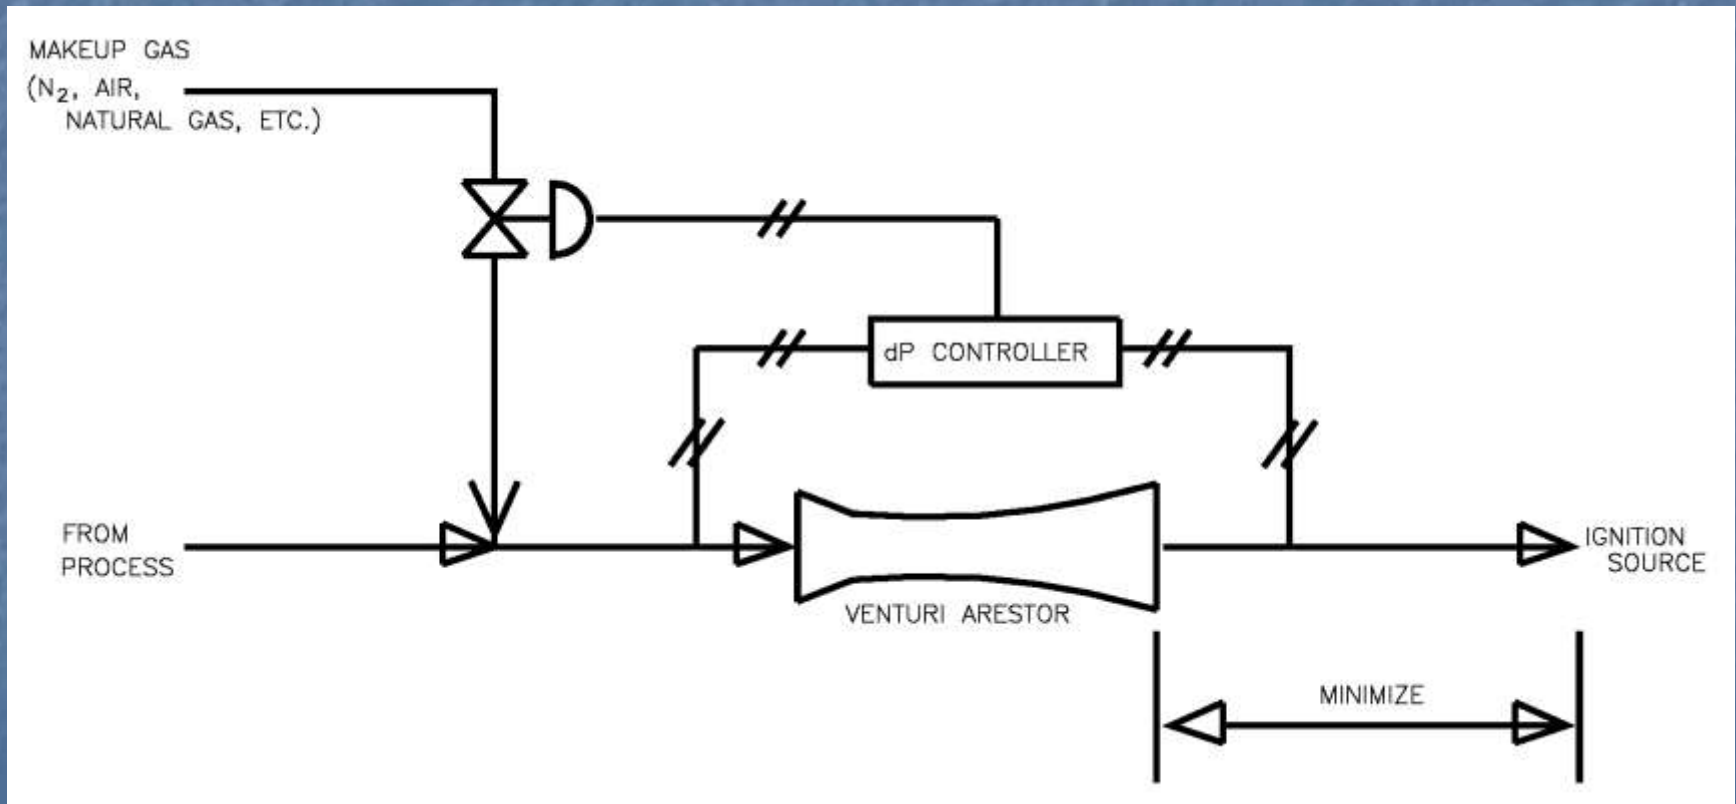 MAKEUP GAS
(N₂, AIR,
NATURAL GAS, ETC.)
dP CONTROLLER
FROM
PROCESS
IGNITION
SOURCE
VENTURI ARESTOR
MINIMIZE